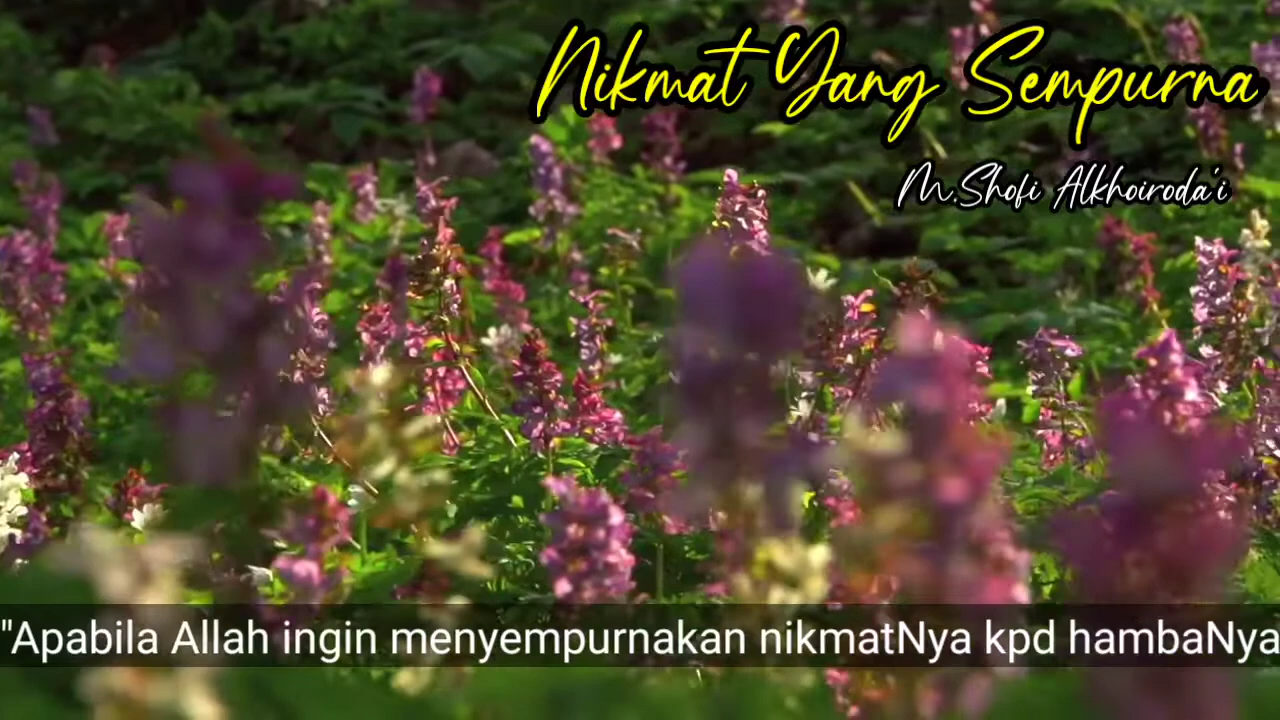 Nikmat Yang Sempurna
M.Shofi Alkhoiroda'i
"Apabila Allah ingin menyempurnakan nikmatNya kpd hambaNya